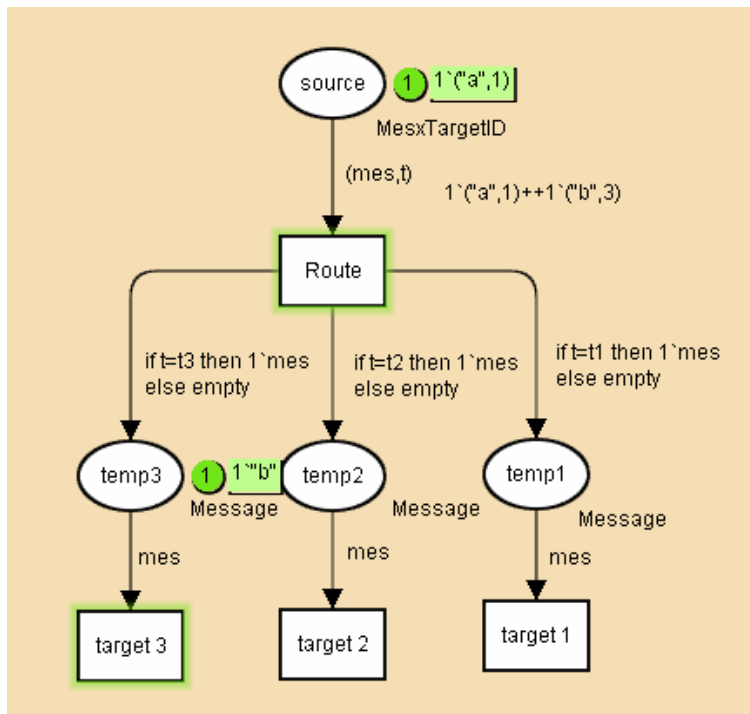 source
1
1`("a",1)
MesxTargetID
(mes,t)
1`("a",1)++1`("b",3)
Route
if t=t3 then 1`mes
else empty
if t=t2 then 1`mes
else empty
if t=t1 then 1`mes
else empty
temp3
1
1`"b"
Message
temp2
Message
temp1
Message
mes
mes
mes
target 3
target 2
target 1